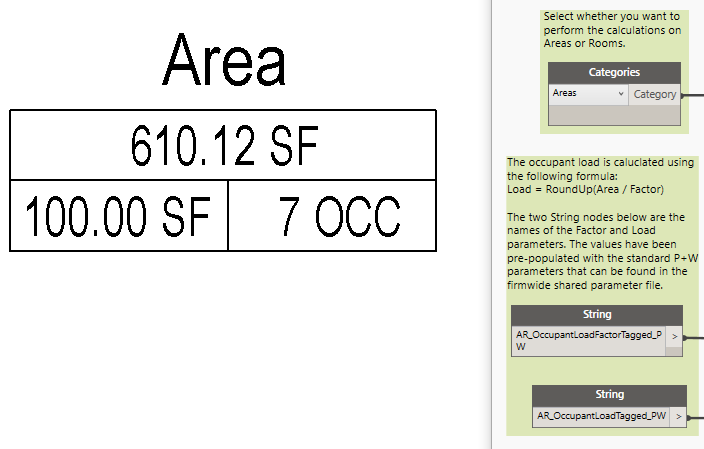 Area
610.12 SF
100.00 SF
7 OCC
Select whether you want to
perform the calculations on
Areas or Rooms.
Categories
Areas
Category
The occupant load is caluclated using
the following formula:
Load = RoundUp(Area / Factor)
The two String nodes below are the
names of the Factor and Load
parameters. The values have been
pre-populated with the standard P+W
parameters that can be found in the
firmwide shared parameter file.
String
AR_OccupantLoadFactorTagged_P
W
>
String
AR_OccupantLoadTagged_PW
>